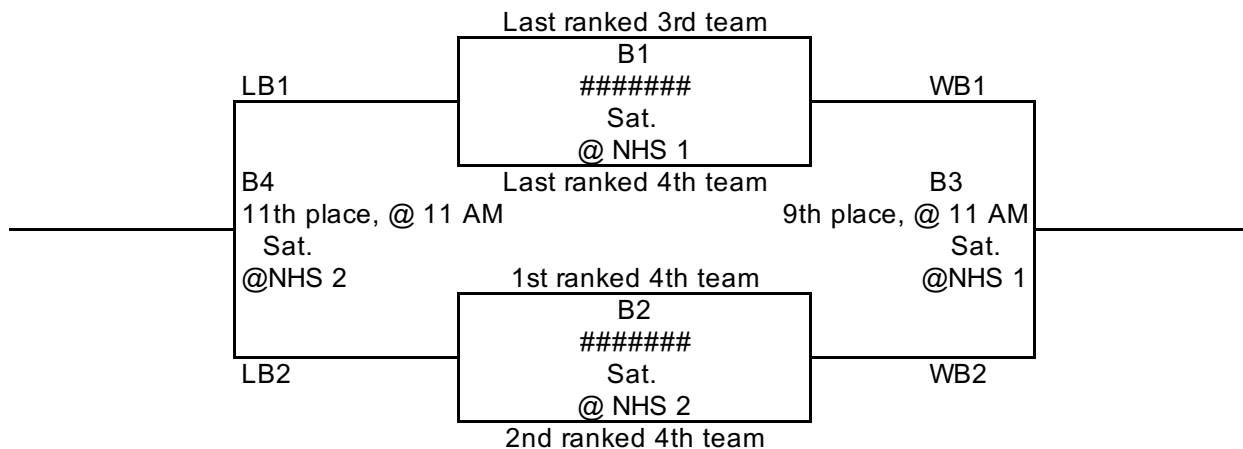 Last ranked 3rd team
B1
#######
Sat.
@ NHS 1
Last ranked 4th team
LB1
WB1
B4
11th place, @ 11 AM
Sat.
@NHS 2
B3
9th place, @ 11 AM
Sat.
@NHS 1
1st ranked 4th team
B2
#######
Sat.
@ NHS 2
2nd ranked 4th team
LB2
WB2